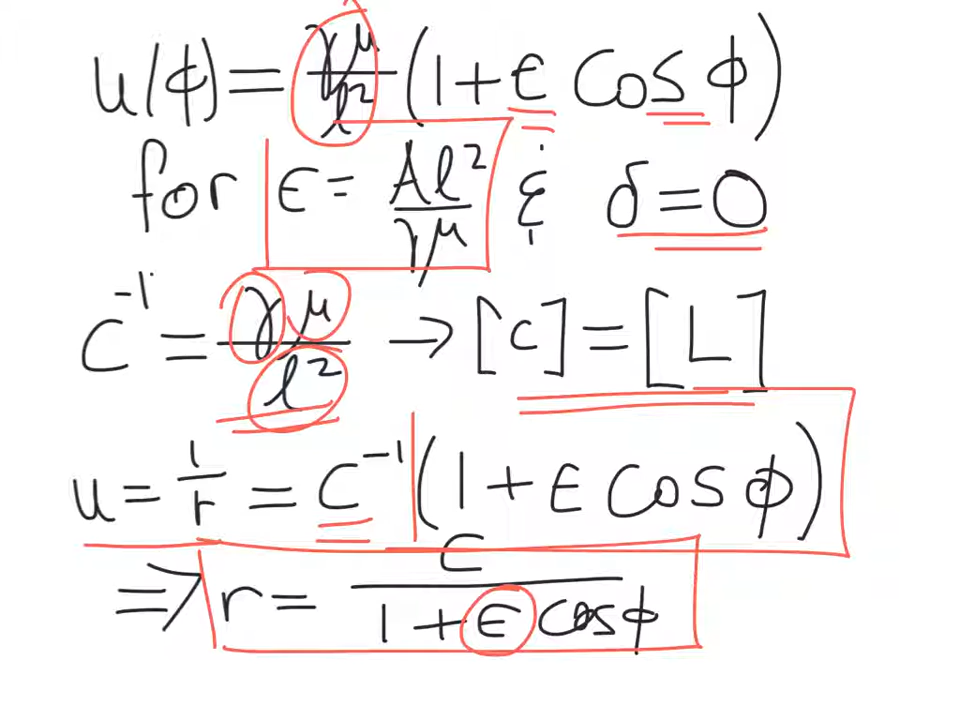 u(ϕ) = γμ/ℓ² (1 + ϵ Cos ϕ)
for ϵ = Aℓ²/γμ & δ = 0
c⁻¹ = γμ/ℓ² → [c] = [L]
u = 1/r = C⁻¹ (1 + ϵ Cos ϕ)
⇒ r = C/(1 + ϵ Cos ϕ)